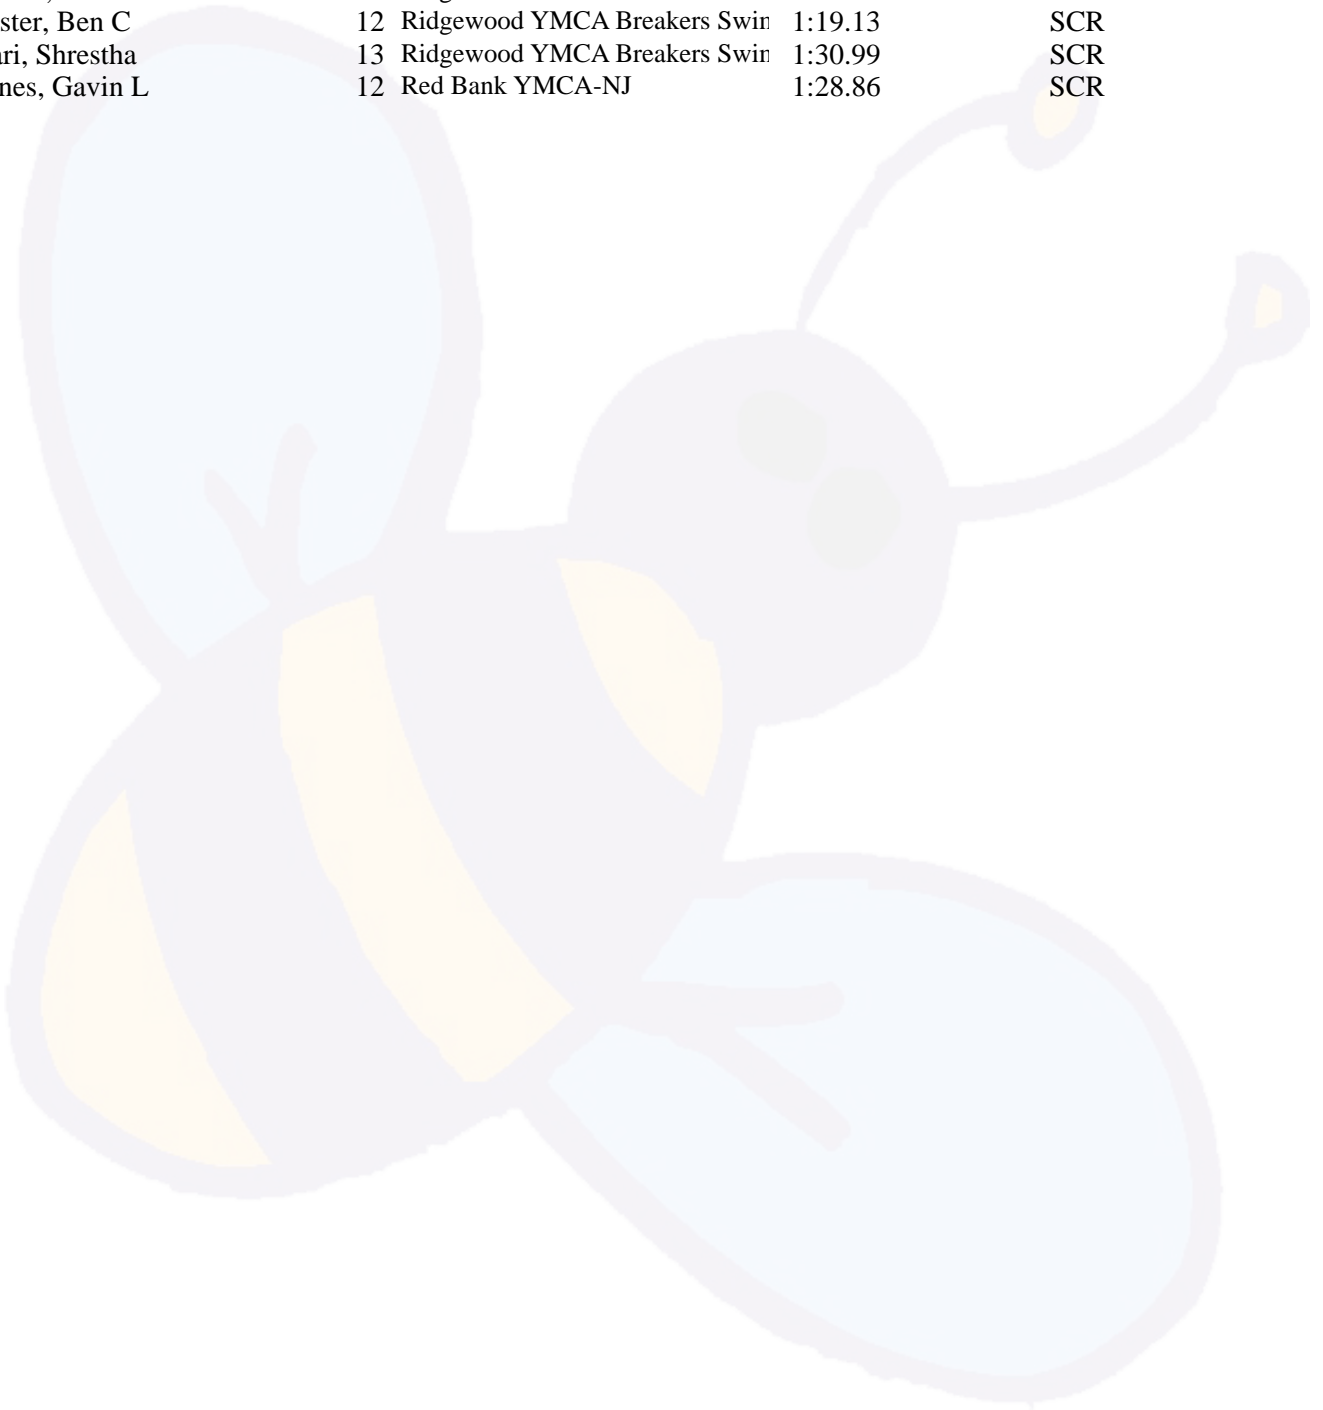 ster, Ben C 12 Ridgewood YMCA Breakers Swin 1:19.13 SCR
ri, Shrestha 13 Ridgewood YMCA Breakers Swin 1:30.99 SCR
nes, Gavin L 12 Red Bank YMCA-NJ 1:28.86 SCR